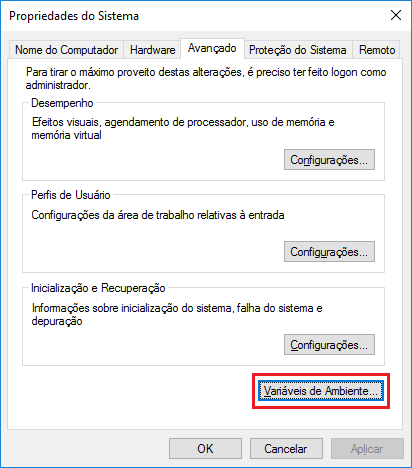 Propriedades do Sistema
Nome do Computador Hardware Avançado Proteção do Sistema Remoto
Para tirar o máximo proveito destas alterações, é preciso ter feito logon como
administrador.
Desempenho
Efeitos visuais, agendamento de processador, uso de memória e
memória virtual
Configurações...
Perfis de Usuário
Configurações da área de trabalho relativas à entrada
Configurações...
Inicialização e Recuperação
Informações sobre inicialização do sistema, falha do sistema e
depuração
Configurações...
Variáveis de Ambiente...
OK Cancelar Aplicar